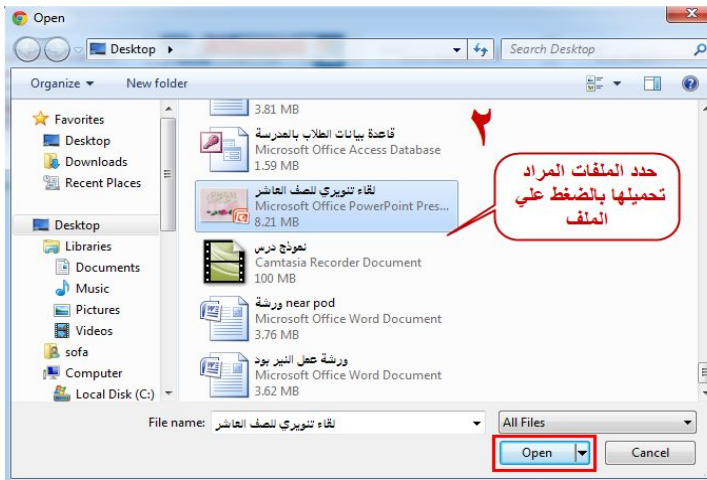 Open
Desktop
Search Desktop
Organize
New folder
Favorites
Desktop
Downloads
Recent Places
Desktop
Libraries
Documents
Music
Pictures
Videos
sofa
Computer
Local Disk (C:)
3.81 MB
قاعدة بيانات الطلاب بالمدرسة
Microsoft Office Access Database
1.59 MB
لقاء تنويري للصف العاشر
Microsoft Office PowerPoint Pres...
8.21 MB
نموذج درس
Camtasia Recorder Document
100 MB
ورشة near pod
Microsoft Office Word Document
3.76 MB
ورشة عمل النير بود
Microsoft Office Word Document
3.62 MB
٢
حدد الملفات المراد
تحميلها بالضغط علي
الملف
File name: لقاء تنويري للصف العاشر
All Files
Open
Cancel